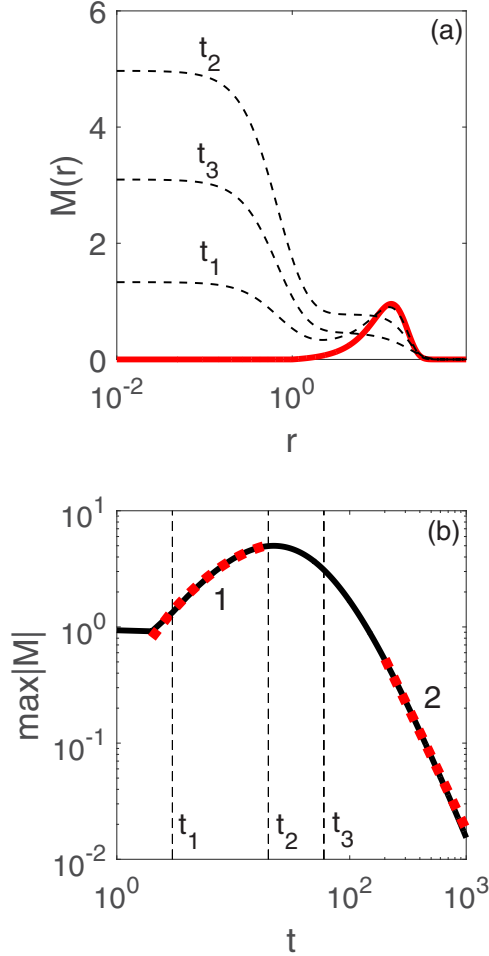 (a)
6
4
2
0
M(r)
t₂
t₃
t₁
10⁻²
10⁰
r
(b)
10¹
10⁰
10⁻¹
10⁻²
max|M|
1
2
t₁
t₂
t₃
10⁰
10²
10³
t